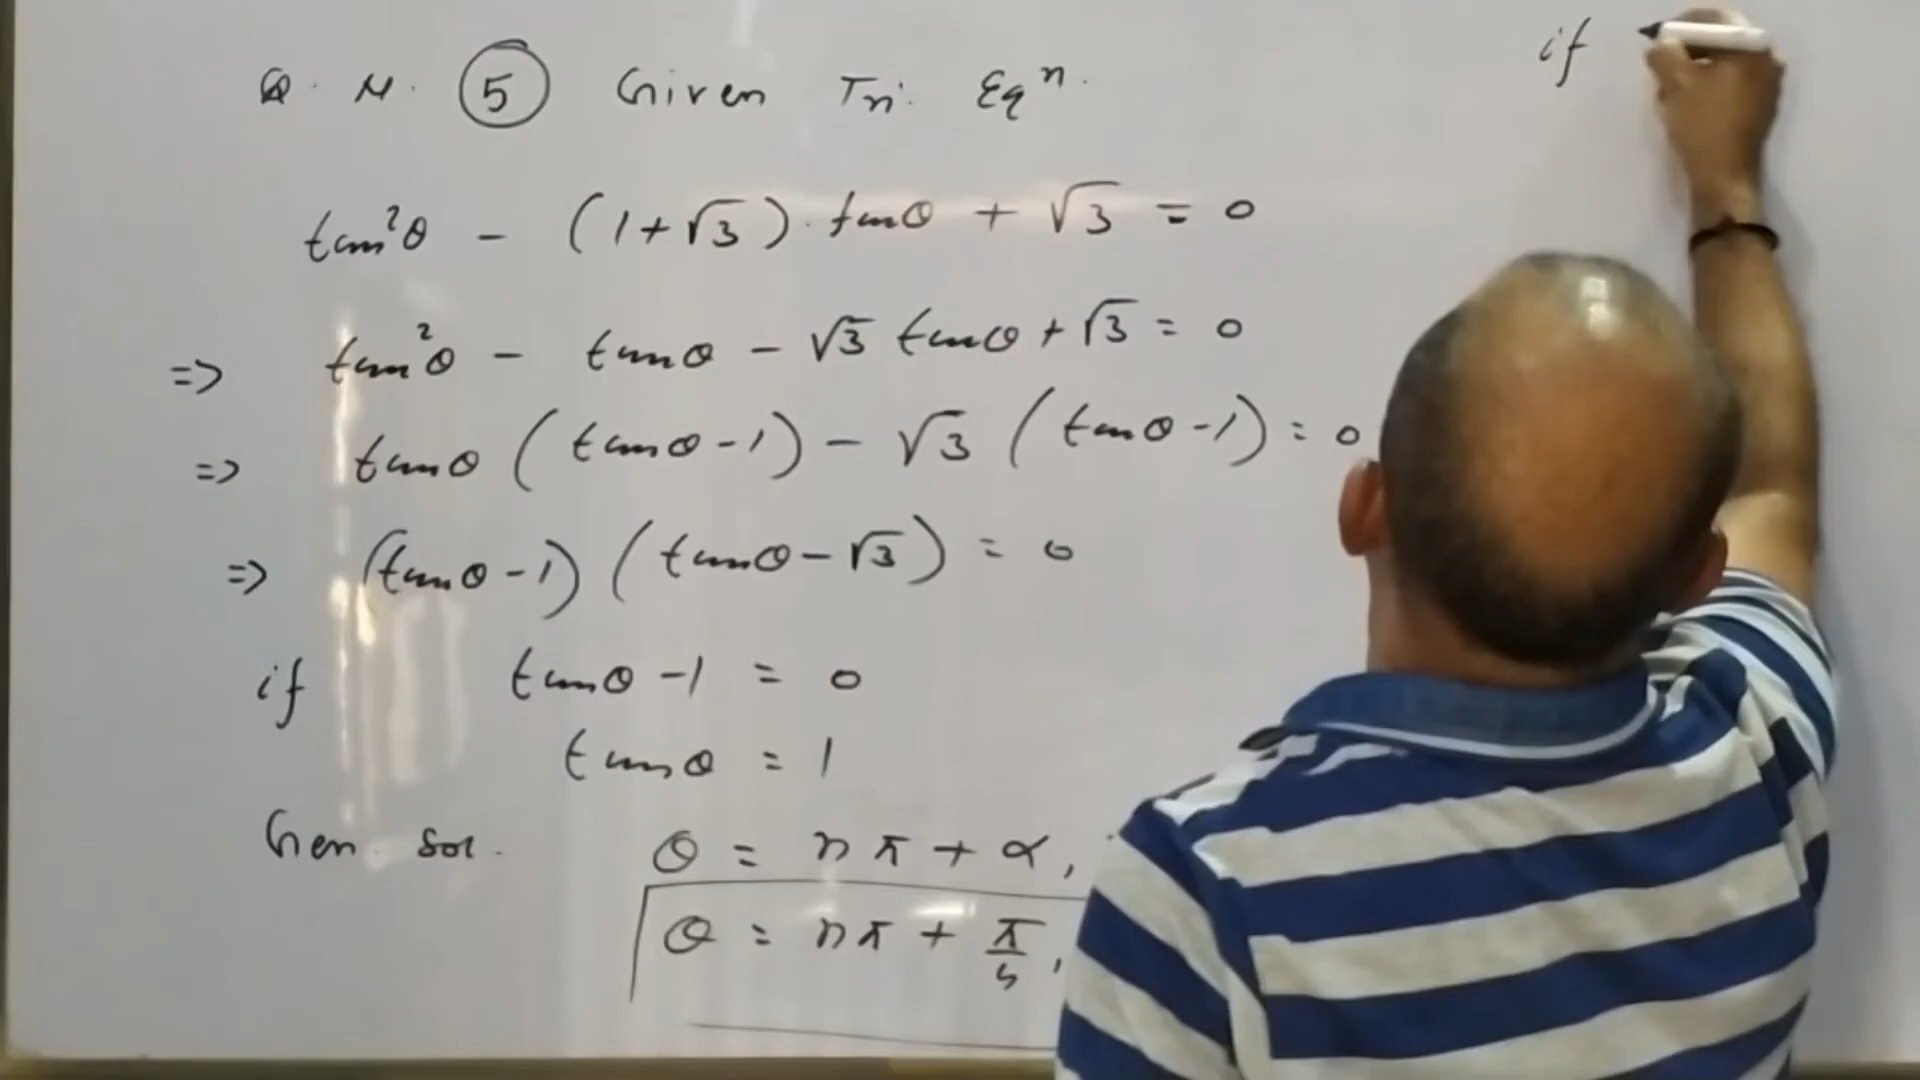 Q. N. 5 Given Tri. Eqⁿ.
tan²θ - (1+√3). tanθ + √3 = 0
=> tan²θ - tanθ - √3 tanθ + √3 = 0
=> tanθ (tanθ-1) - √3 (tanθ-1) = 0
=> (tanθ-1) (tanθ-√3) = 0
if tanθ-1 = 0
tanθ = 1
Gen. Sol. θ = nπ + α,
θ = nπ + π/4,
if